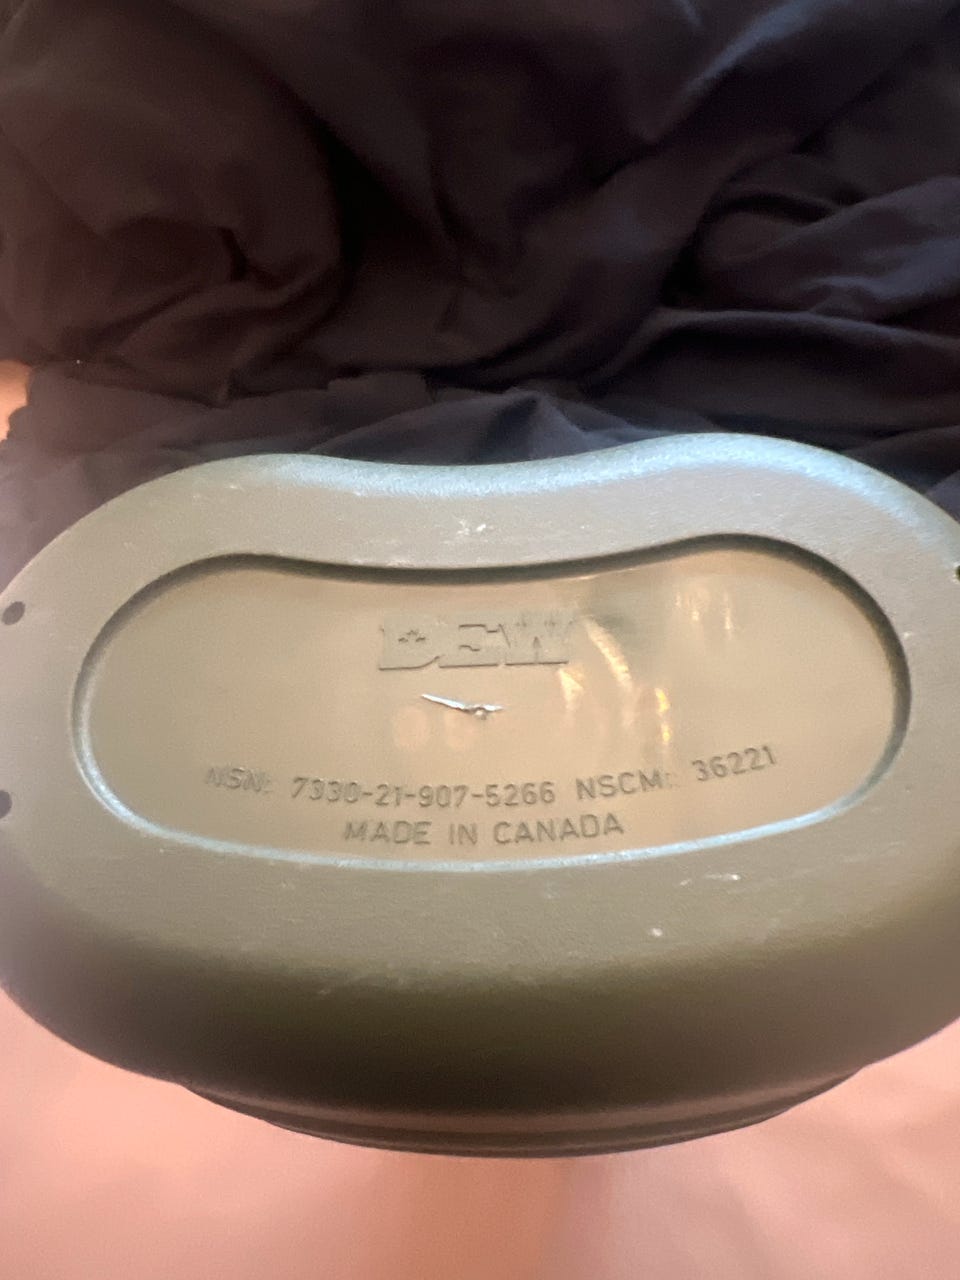 DEW
NSN: 7330-21-907-5266 NSCM: 36221
MADE IN CANADA